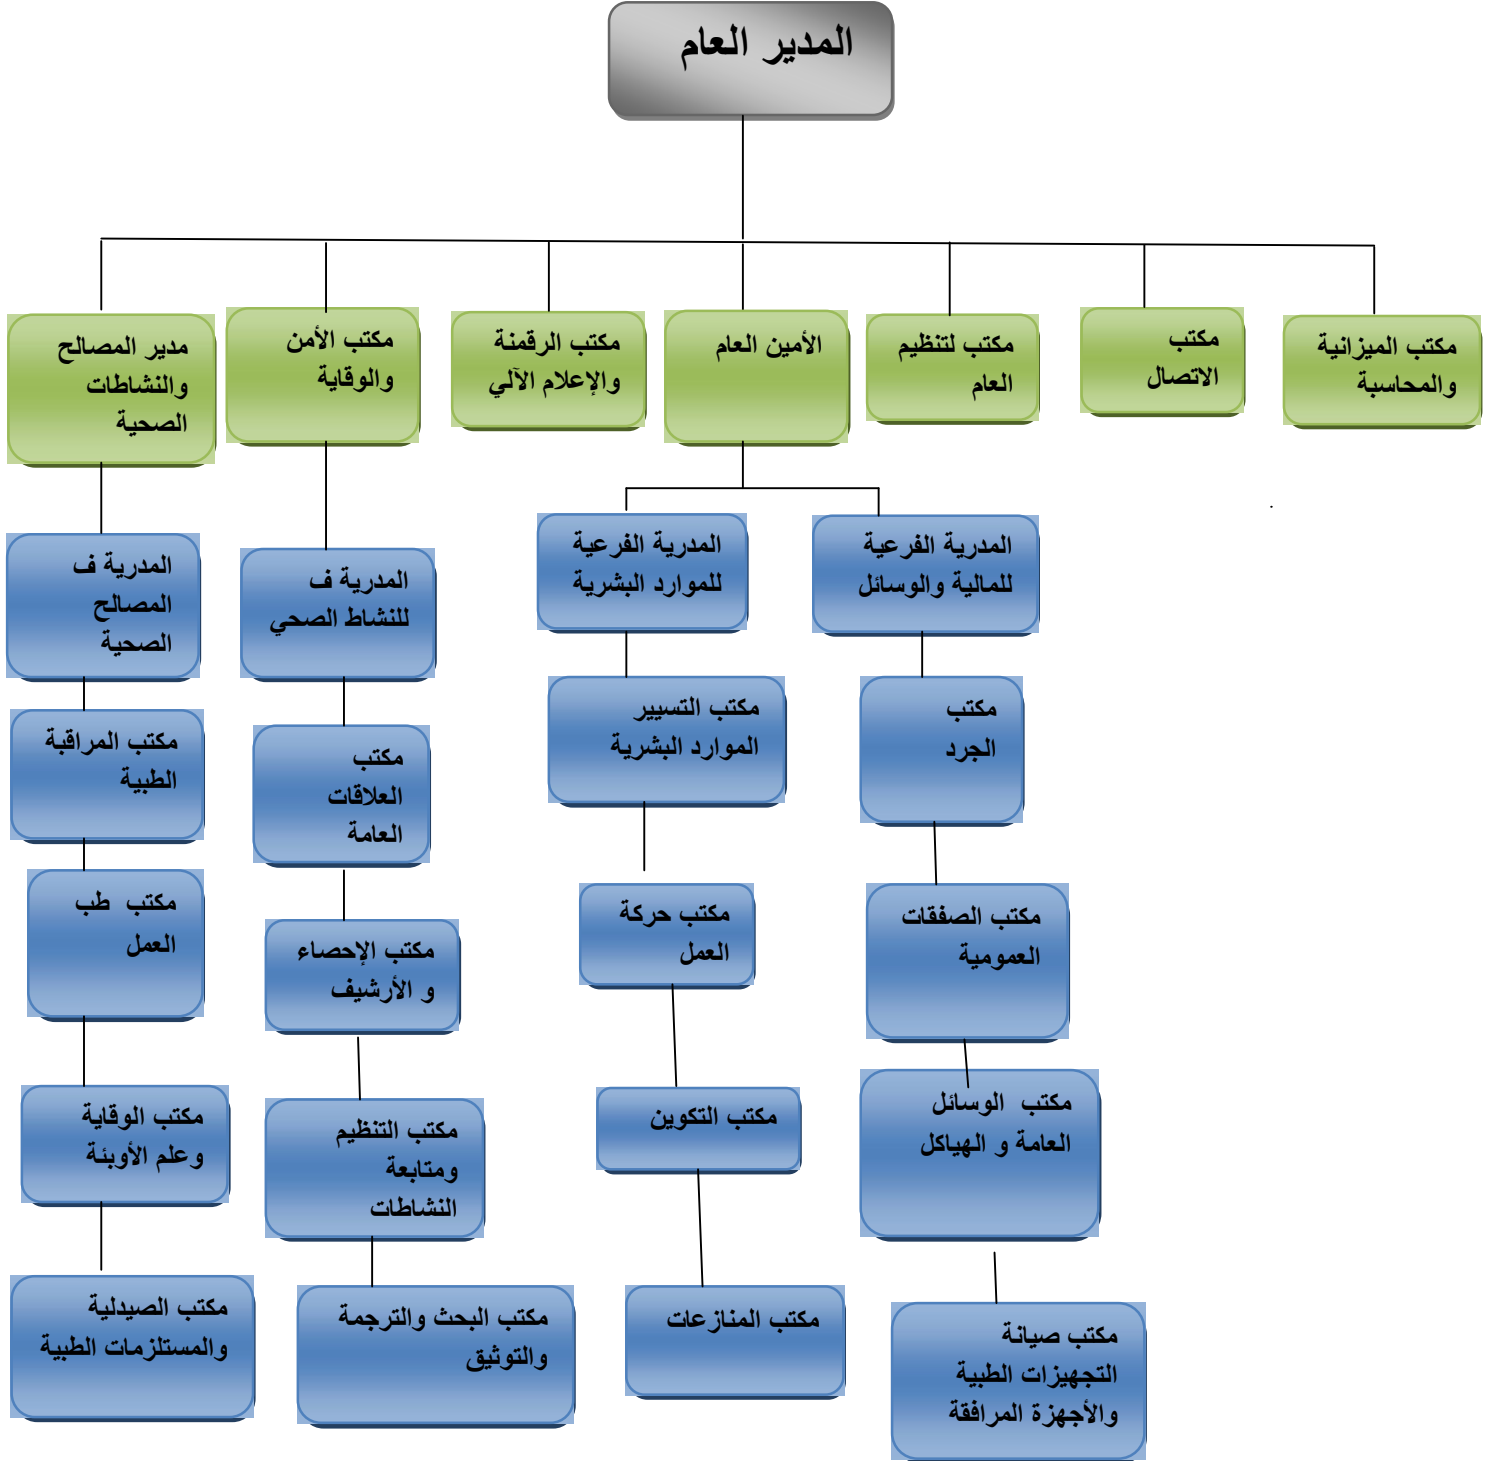 المدير العام
مكتب الميزانية
والمحاسبة
مكتب
الاتصال
مكتب لتنظيم
العام
الأمين العام
مكتب الرقمنة
والإعلام الآلي
مكتب الأمن
والوقاية
مدير المصالح
والنشاطات
الصحية
المدرية الفرعية
للمالية والوسائل
المدرية الفرعية
للموارد البشرية
المدرية ف
للنشاط الصحي
المدرية ف
المصالح
الصحية
مكتب
الجرد
مكتب التسيير
الموارد البشرية
مكتب
العلاقات
العامة
مكتب المراقبة
الطبية
مكتب الصفقات
العمومية
مكتب حركة
العمل
مكتب الإحصاء
و الأرشيف
مكتب طب
العمل
مكتب الوسائل
العامة و الهياكل
مكتب التكوين
مكتب التنظيم
ومتابعة
النشاطات
مكتب الوقاية
وعلم الأوبئة
مكتب صيانة
التجهيزات الطبية
والأجهزة المرافقة
مكتب المنازعات
مكتب البحث والترجمة
والتوثيق
مكتب الصيدلية
والمستلزمات الطبية